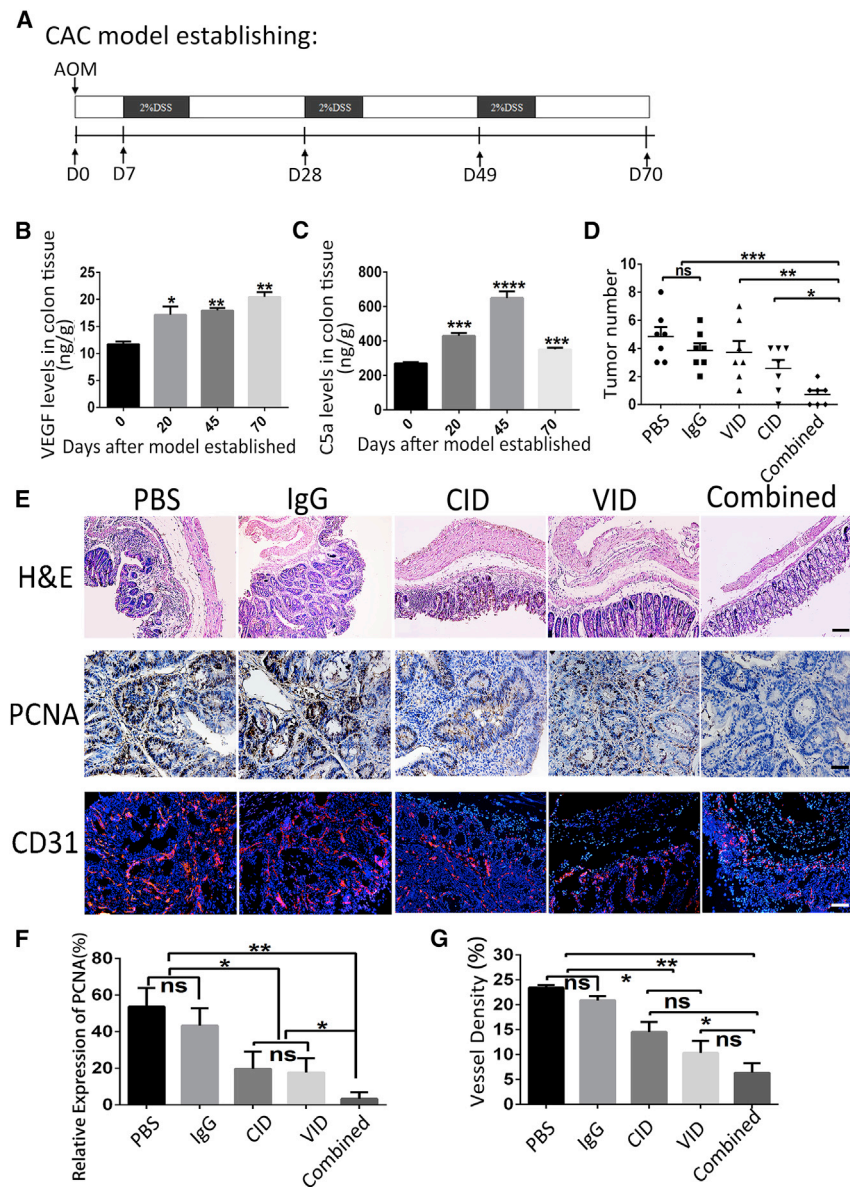 A
CAC model establishing:
AOM
2%DSS 2%DSS 2%DSS
D0 D7 D28 D49 D70
B
VEGF levels in colon tissue
(ng/g)
25
20
15
10
5
0
* ** **
0 20 45 70
Days after model established
C
C5a levels in colon tissue
(ng/g)
800
600
400
200
0
*** **** ***
0 20 45 70
Days after model established
D
Tumor number
10
8
6
4
2
0
***
ns **
*
PBS IgG VID CID Combined
E
PBS IgG CID VID Combined
H&E
PCNA
CD31
F
Relative Expression of PCNA(%)
80
60
40
20
0
**
*
ns
*
ns
PBS IgG CID VID Combined
G
Vessel Density (%)
30
25
20
15
10
5
0
**
ns *
ns
*
ns
PBS IgG CID VID Combined